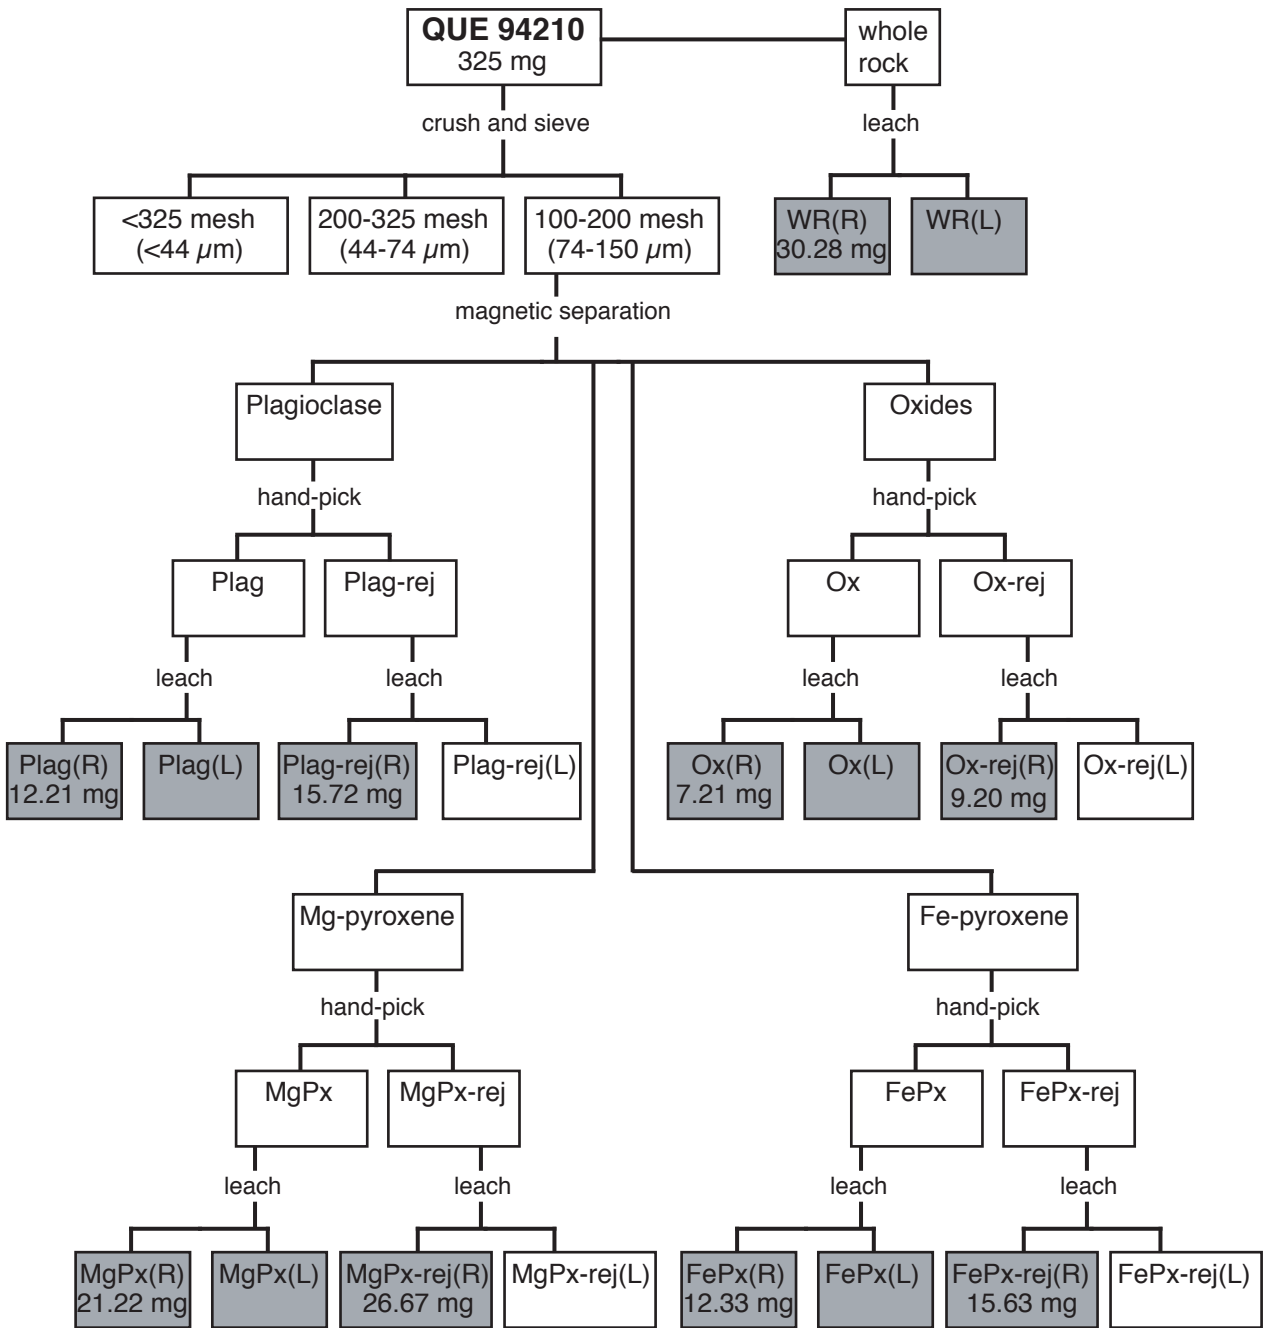 QUE 94210
325 mg
whole
rock
crush and sieve
leach
<325 mesh
(<44 µm)
200-325 mesh
(44-74 µm)
100-200 mesh
(74-150 µm)
WR(R)
30.28 mg
WR(L)
magnetic separation
Plagioclase
Oxides
hand-pick
hand-pick
Plag
Plag-rej
Ox
Ox-rej
leach
leach
leach
leach
Plag(R)
12.21 mg
Plag(L)
Plag-rej(R)
15.72 mg
Plag-rej(L)
Ox(R)
7.21 mg
Ox(L)
Ox-rej(R)
9.20 mg
Ox-rej(L)
Mg-pyroxene
Fe-pyroxene
hand-pick
hand-pick
MgPx
MgPx-rej
FePx
FePx-rej
leach
leach
leach
leach
MgPx(R)
21.22 mg
MgPx(L)
MgPx-rej(R)
26.67 mg
MgPx-rej(L)
FePx(R)
12.33 mg
FePx(L)
FePx-rej(R)
15.63 mg
FePx-rej(L)